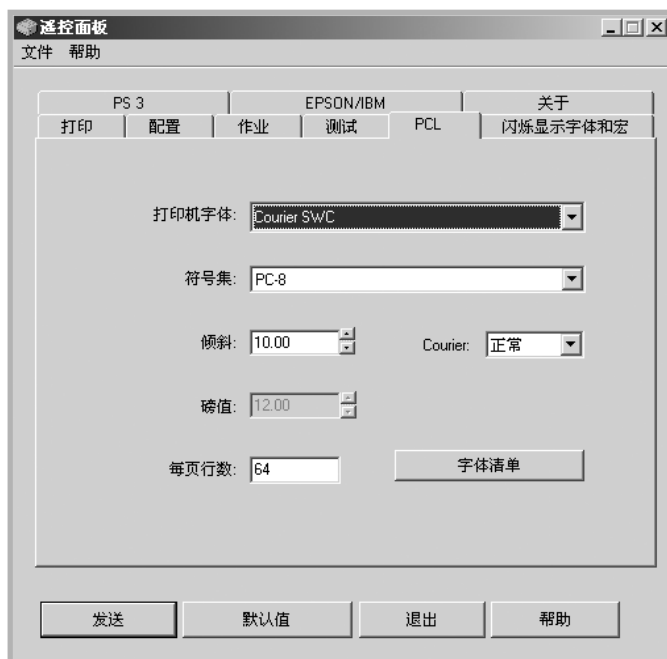 遥控面板
文件 帮助
PS 3 EPSON/IBM 关于
打印 配置 作业 测试 PCL 闪烁显示字体和宏
打印机字体: Courier SWC
符号集: PC-8
倾斜: 10.00 Courier: 正常
磅值: 12.00
每页行数: 64 字体清单
发送 默认值 退出 帮助